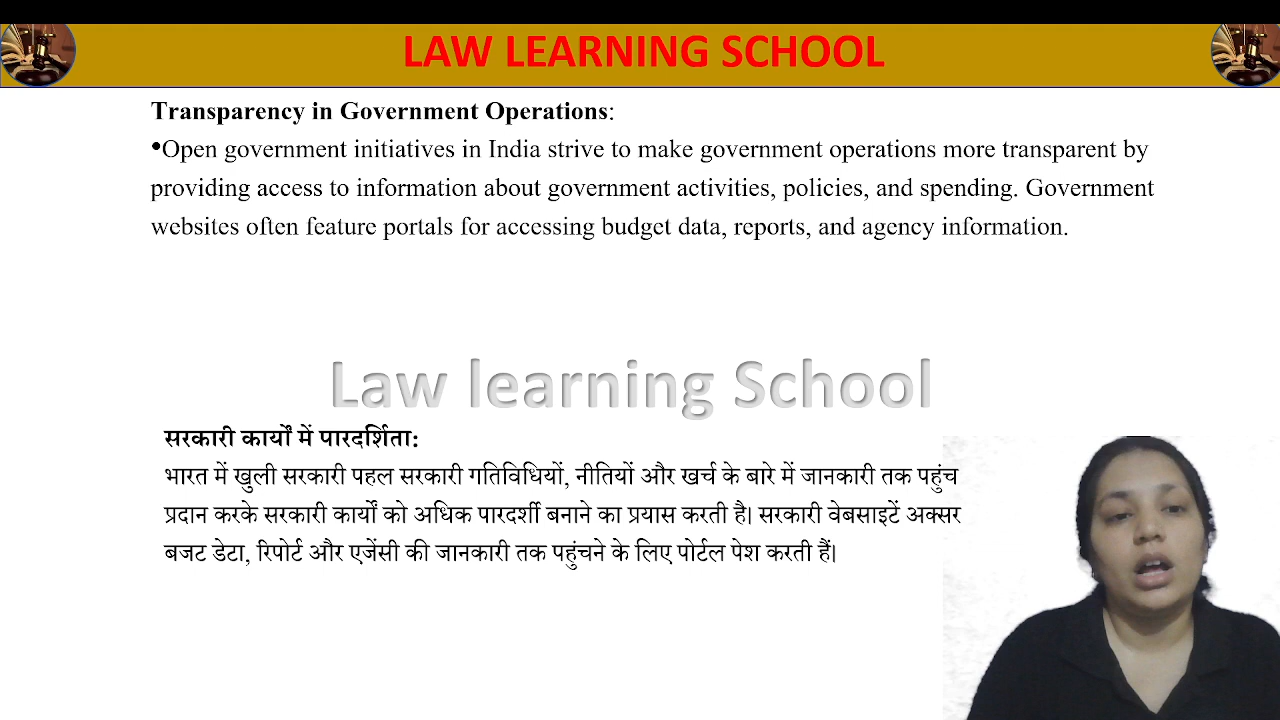 LAW LEARNING SCHOOL
Transparency in Government Operations:
•Open government initiatives in India strive to make government operations more transparent by
providing access to information about government activities, policies, and spending. Government
websites often feature portals for accessing budget data, reports, and agency information.
Law learning School
सरकारी कार्यों में पारदर्शिता:
भारत में खुली सरकारी पहल सरकारी गतिविधियों, नीतियों और खर्च के बारे में जानकारी तक पहुंच
प्रदान करके सरकारी कार्यों को अधिक पारदर्शी बनाने का प्रयास करती है। सरकारी वेबसाइटें अक्सर
बजट डेटा, रिपोर्ट और एजेंसी की जानकारी तक पहुंचने के लिए पोर्टल पेश करती हैं।